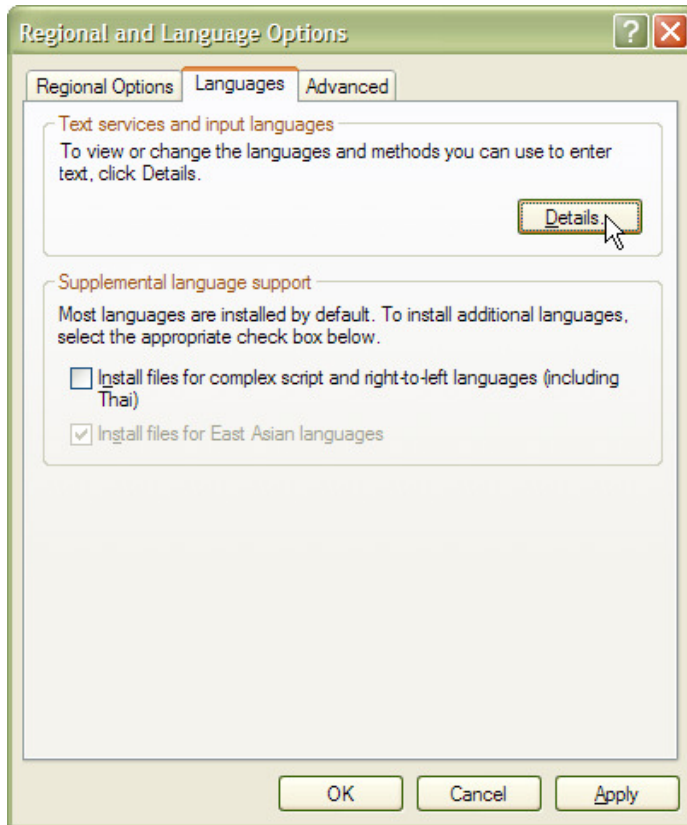 Regional and Language Options
Regional Options Languages Advanced
Text services and input languages
To view or change the languages and methods you can use to enter
text, click Details.
Details..
Supplemental language support
Most languages are installed by default. To install additional languages,
select the appropriate check box below.
Install files for complex script and right-to-left languages (including
Thai)
Install files for East Asian languages
OK Cancel Apply